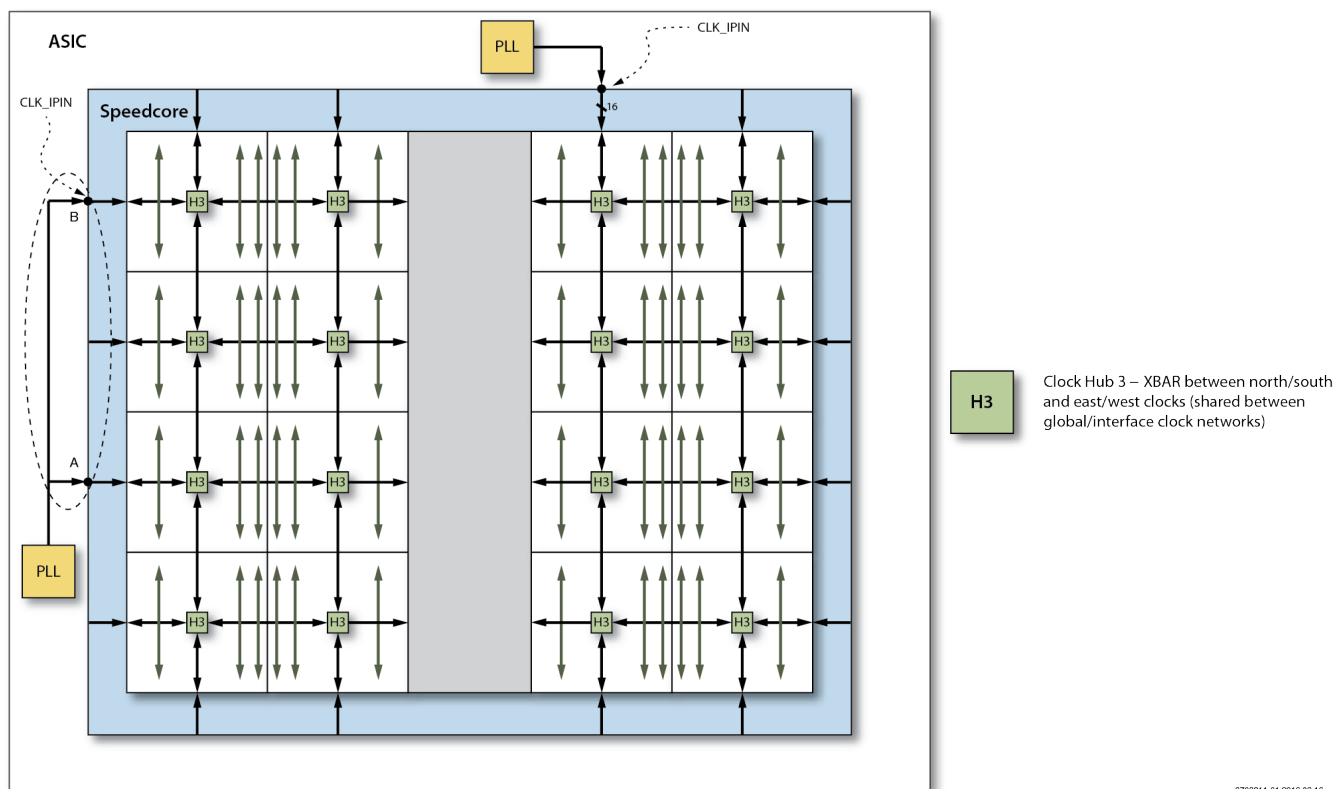 ASIC
PLL
CLK_IPIN
CLK_IPIN
Speedcore
16
H3 H3 H3 H3
B
H3 H3 H3 H3
A
H3 H3 H3 H3
PLL
H3 H3 H3 H3
H3
Clock Hub 3 – XBAR between north/south
and east/west clocks (shared between
global/interface clock networks)